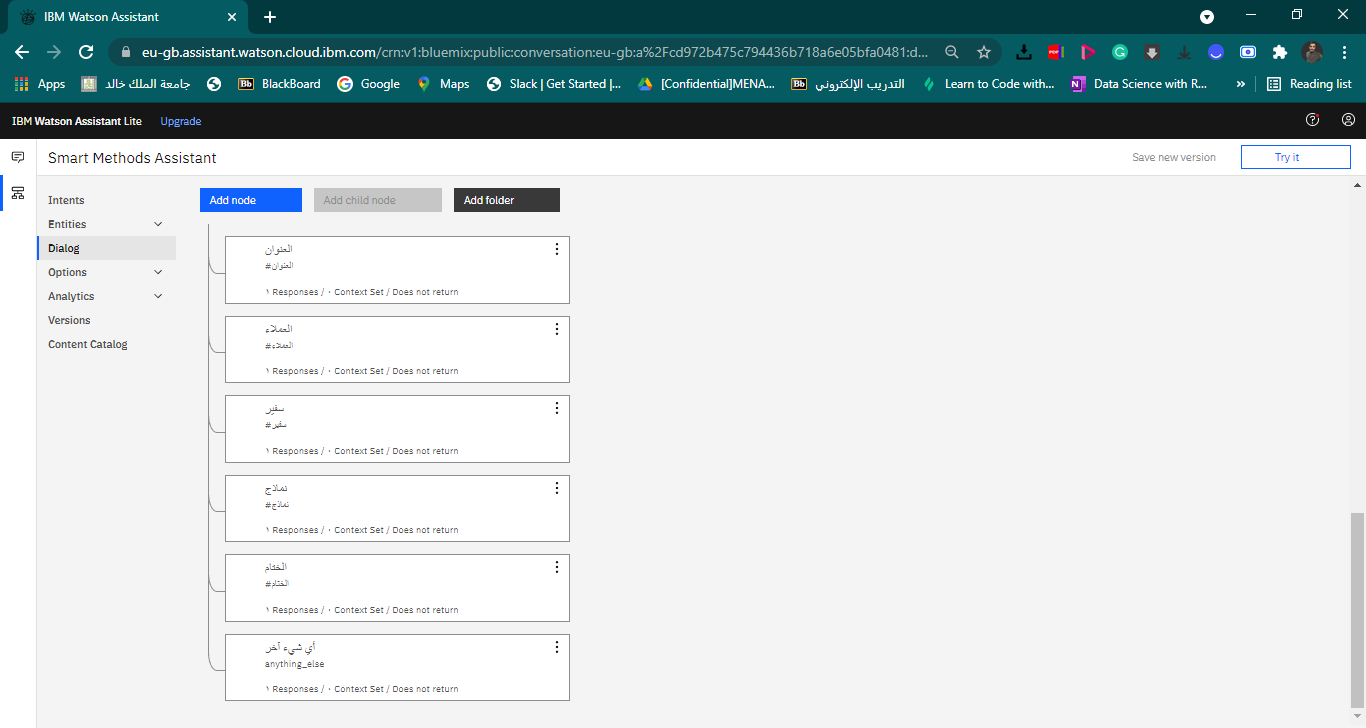 IBM Watson Assistant
eu-gb.assistant.watson.cloud.ibm.com/crn:v1:bluemix:public:conversation:eu-gb:a%2Fcd972b475c794436b718a6e05bfa0481:d...
Apps جامعة الملك خالد Bb BlackBoard Google Maps Slack | Get Started |... [Confidential]MENA... Bb التدريب الإلكتروني Learn to Code with... Data Science with R... » Reading list
IBM Watson Assistant Lite Upgrade
Smart Methods Assistant Save new version Try it
Intents
Entities
Dialog
Options
Analytics
Versions
Content Catalog
Add node Add child node Add folder
العنوان
#العنوان
١ Responses / ٠ Context Set / Does not return
العملاء
#العملاء
١ Responses / ٠ Context Set / Does not return
سفير
#سفير
١ Responses / ٠ Context Set / Does not return
نماذج
#نماذج
١ Responses / ٠ Context Set / Does not return
الختام
#الختام
١ Responses / ٠ Context Set / Does not return
أي شيء آخر
anything_else
١ Responses / ٠ Context Set / Does not return